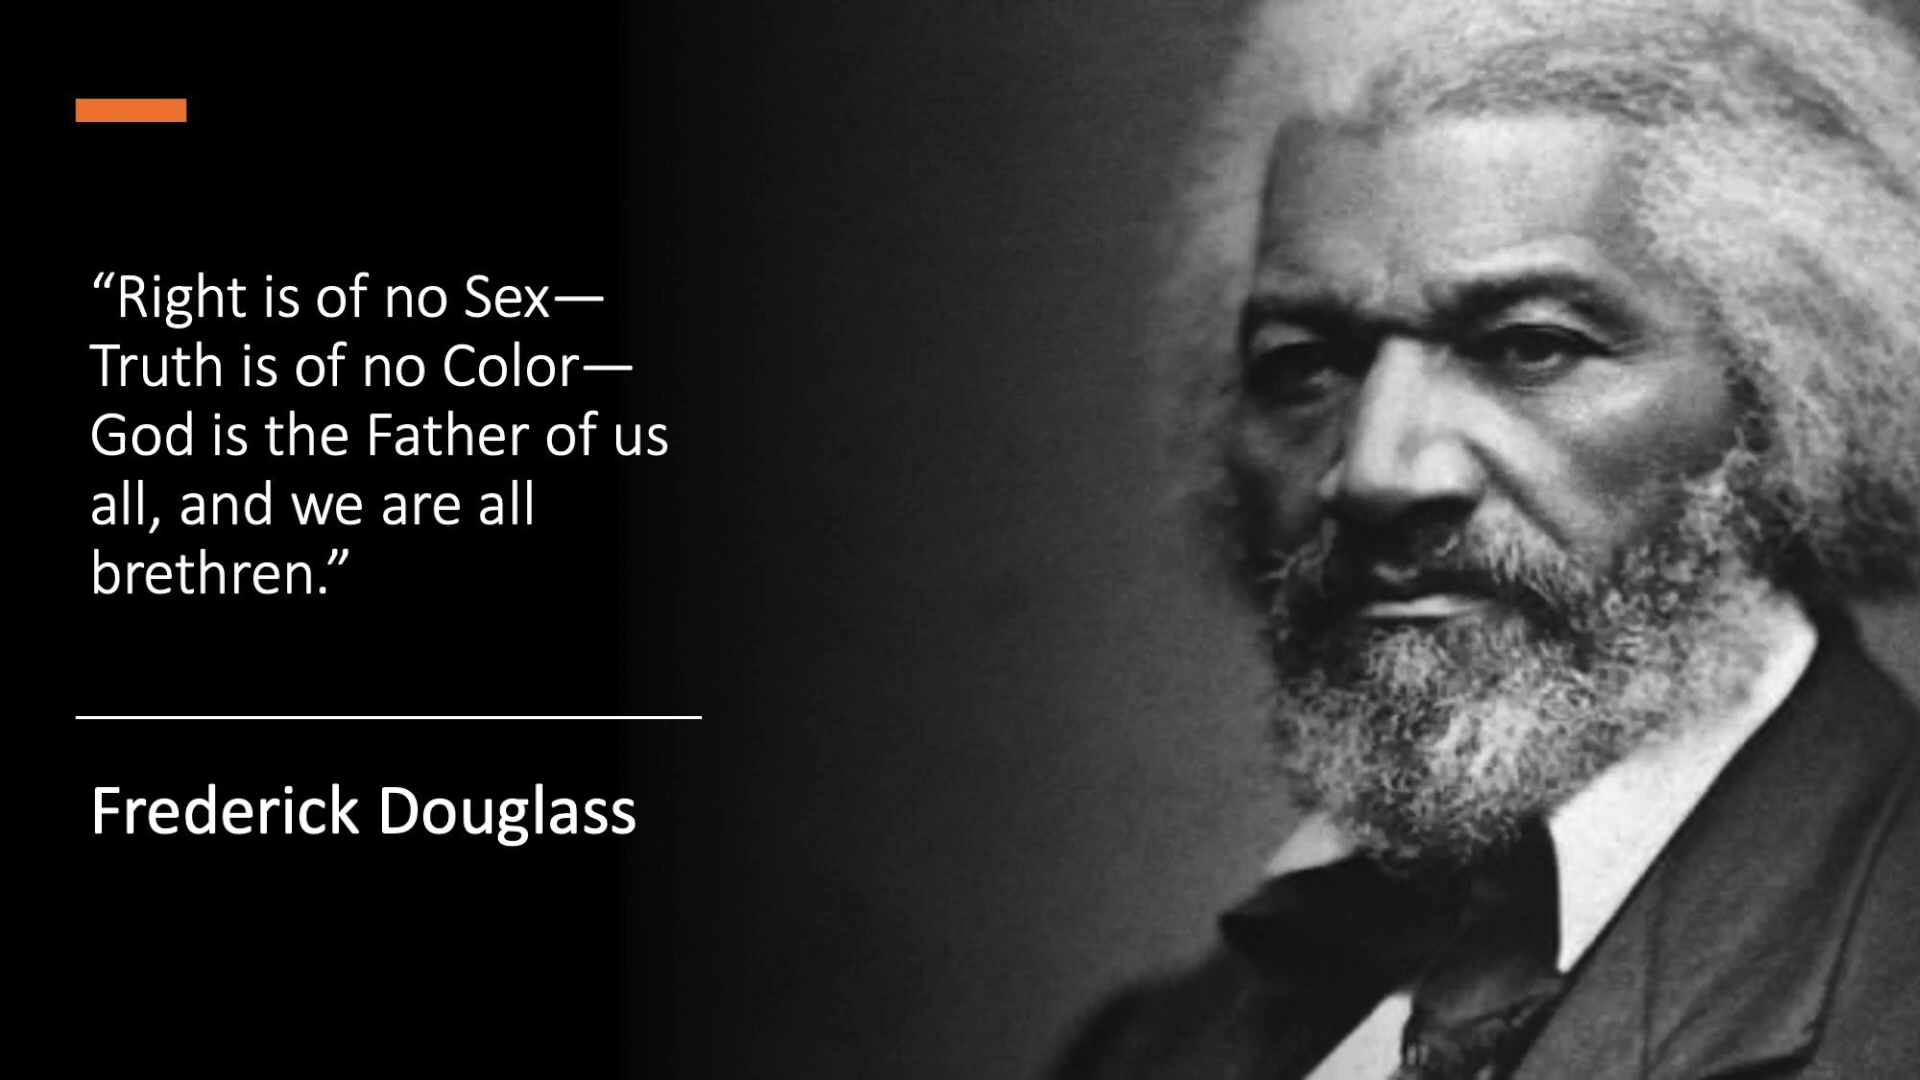 “Right is of no Sex—
Truth is of no Color—
God is the Father of us
all, and we are all
brethren.”
Frederick Douglass